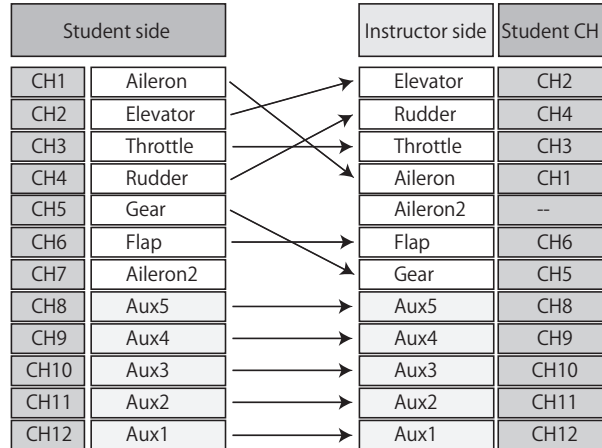 Student side Instructor side Student CH
CH1 Aileron Elevator CH2
CH2 Elevator Rudder CH4
CH3 Throttle Throttle CH3
CH4 Rudder Aileron CH1
CH5 Gear Aileron2 --
CH6 Flap Flap CH6
CH7 Aileron2 Gear CH5
CH8 Aux5 Aux5 CH8
CH9 Aux4 Aux4 CH9
CH10 Aux3 Aux3 CH10
CH11 Aux2 Aux2 CH11
CH12 Aux1 Aux1 CH12